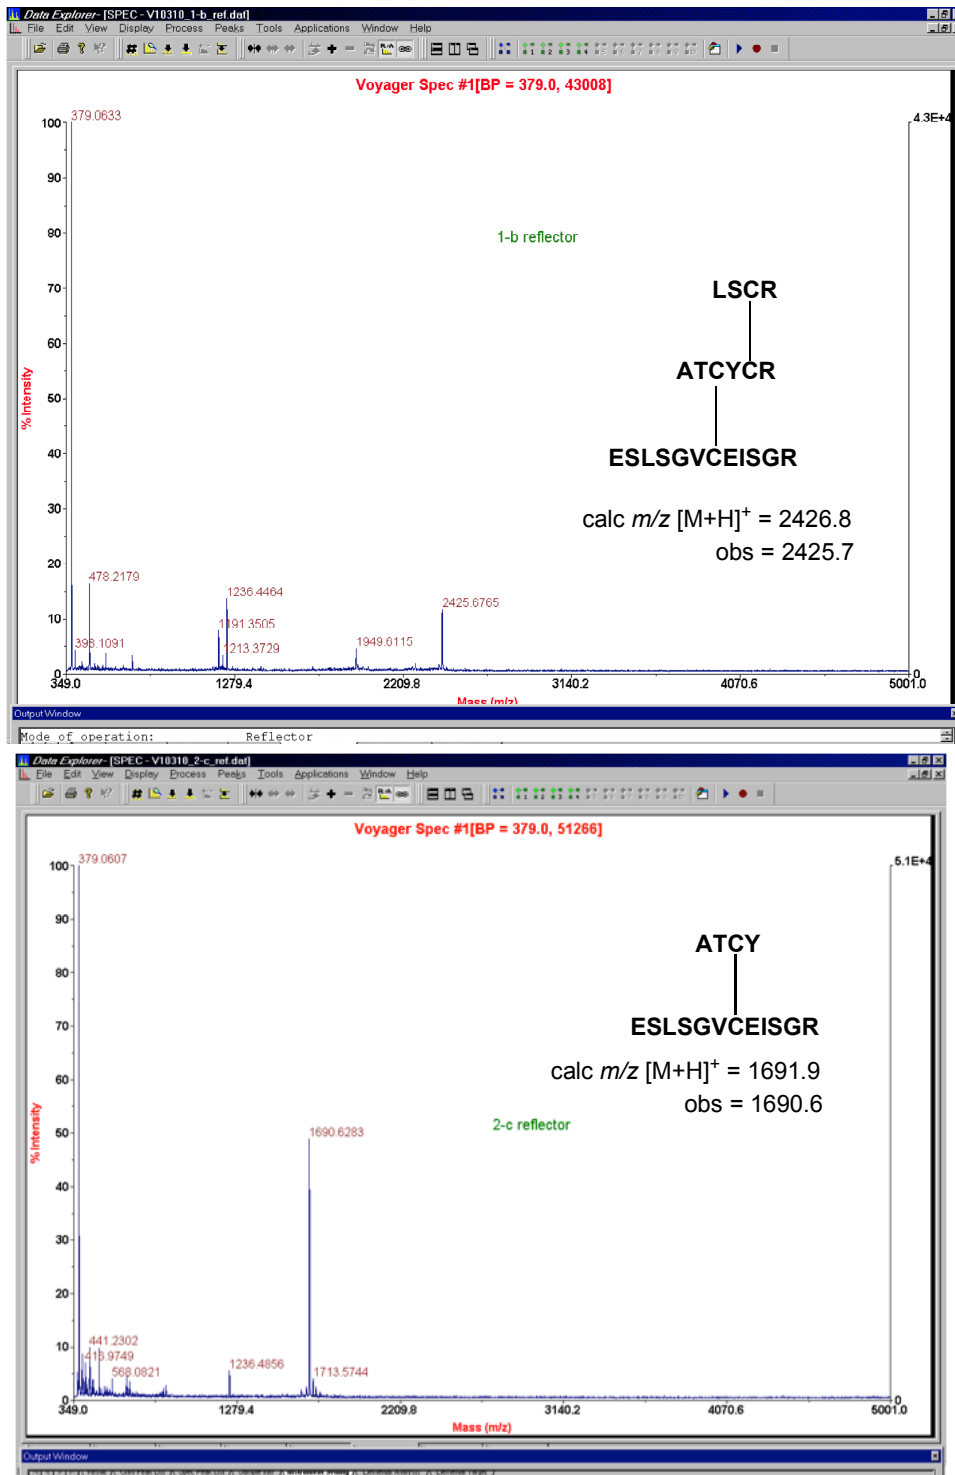 Data Explorer- [SPEC - V10310_1-b_ref.dat]
File Edit View Display Process Peaks Tools Applications Window Help
Voyager Spec #1[BP = 379.0, 43008]
100
379.0633
4.3E+4
90
80
1-b reflector
70
LSCR
60
ATCYCR
50
% Intensity
40
ESLSGVCEISGR
30
calc m/z [M+H]+ = 2426.8
obs = 2425.7
20
478.2179
1236.4464
2425.6765
10
1191.3505
398.1091
1213.3729
1949.6115
0
0
349.0 1279.4 2209.8 3140.2 4070.6 5001.0
Mass (m/z)
Output Window
Mode of operation: Reflector
Data Explorer- [SPEC - V10310_2-c_ref.dat]
File Edit View Display Process Peaks Tools Applications Window Help
Voyager Spec #1[BP = 379.0, 51266]
100
379.0607
5.1E+4
90
ATCY
80
70
ESLSGVCEISGR
60
calc m/z [M+H]+ = 1691.9
obs = 1690.6
50
1690.6283
2-c reflector
% Intensity
40
30
20
10
441.2302
416.9749
568.0821
1236.4856
1713.5744
0
0
349.0 1279.4 2209.8 3140.2 4070.6 5001.0
Mass (m/z)
Output Window